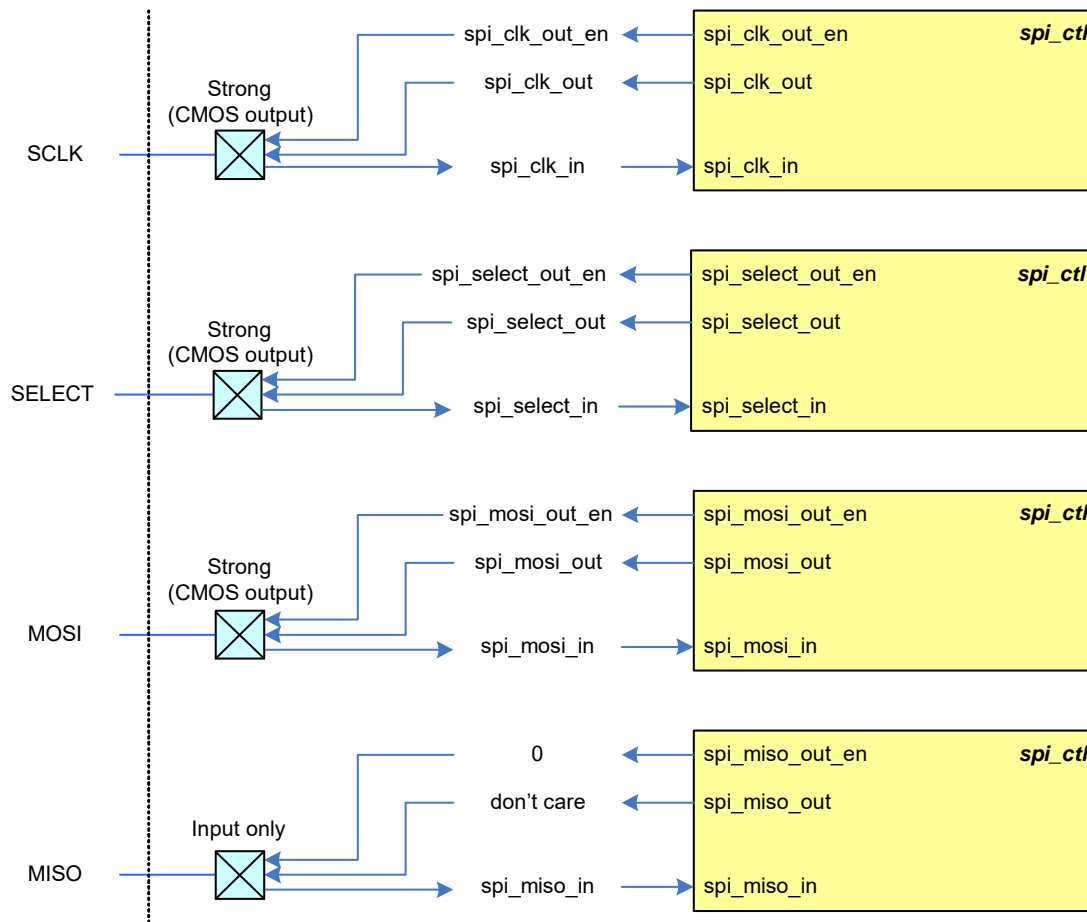 spi_clk_out_en spi_clk_out_en spi_ctl
Strong spi_clk_out spi_clk_out
(CMOS output)
SCLK spi_clk_in spi_clk_in
spi_select_out_en spi_select_out_en spi_ctl
Strong spi_select_out spi_select_out
(CMOS output)
SELECT spi_select_in spi_select_in
spi_mosi_out_en spi_mosi_out_en spi_ctl
Strong spi_mosi_out spi_mosi_out
(CMOS output)
MOSI spi_mosi_in spi_mosi_in
0 spi_miso_out_en spi_ctl
don't care spi_miso_out
Input only
MISO spi_miso_in spi_miso_in